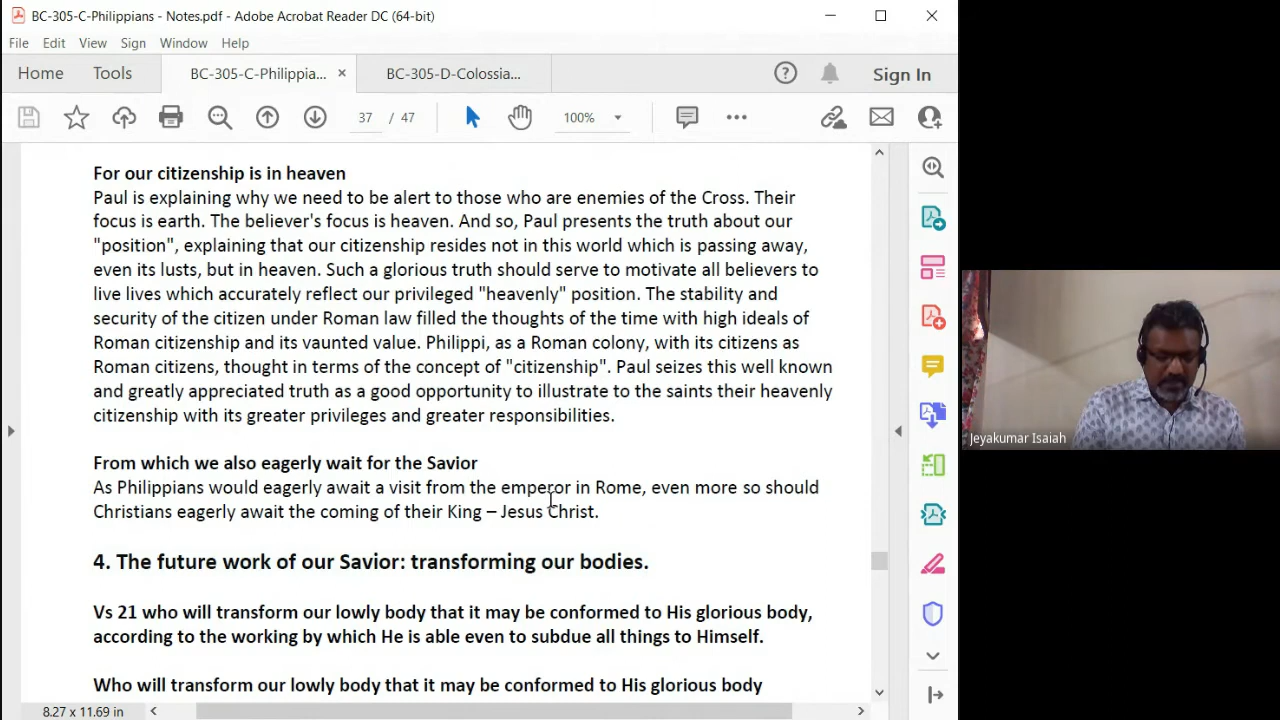 BC-305-C-Philippians - Notes.pdf - Adobe Acrobat Reader DC (64-bit)
File Edit View Sign Window Help
Home Tools BC-305-C-Philippia... × BC-305-D-Colossia... Sign In
37 / 47 100%
For our citizenship is in heaven
Paul is explaining why we need to be alert to those who are enemies of the Cross. Their
focus is earth. The believer's focus is heaven. And so, Paul presents the truth about our
"position", explaining that our citizenship resides not in this world which is passing away,
even its lusts, but in heaven. Such a glorious truth should serve to motivate all believers to
live lives which accurately reflect our privileged "heavenly" position. The stability and
security of the citizen under Roman law filled the thoughts of the time with high ideals of
Roman citizenship and its vaunted value. Philippi, as a Roman colony, with its citizens as
Roman citizens, thought in terms of the concept of "citizenship". Paul seizes this well known
and greatly appreciated truth as a good opportunity to illustrate to the saints their heavenly
citizenship with its greater privileges and greater responsibilities.
From which we also eagerly wait for the Savior
As Philippians would eagerly await a visit from the emperor in Rome, even more so should
Christians eagerly await the coming of their King – Jesus Christ.
4. The future work of our Savior: transforming our bodies.
Vs 21 who will transform our lowly body that it may be conformed to His glorious body,
according to the working by which He is able even to subdue all things to Himself.
Who will transform our lowly body that it may be conformed to His glorious body
8.27 x 11.69 in
Jeyakumar Isaiah